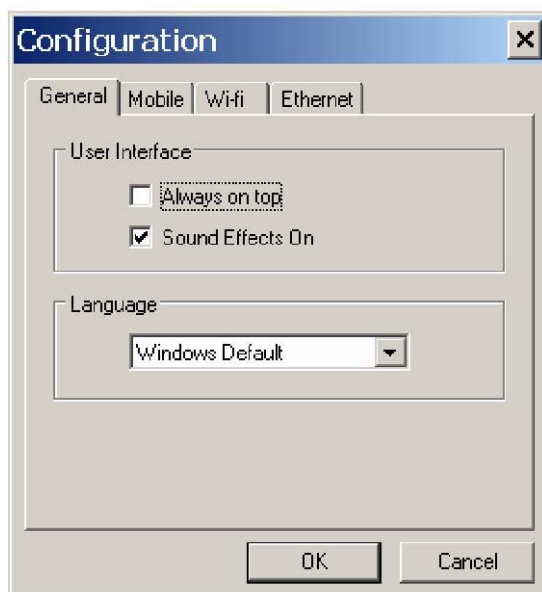 Configuration
General Mobile Wi-fi Ethernet
User Interface
Always on top
Sound Effects On
Language
Windows Default
OK Cancel